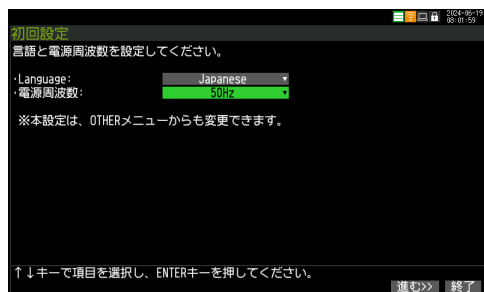 2024-06-19
08:01:59
初回設定
言語と電源周波数を設定してください。
･Language: Japanese ▼
･電源周波数: 50Hz ▼
※本設定は、OTHERメニューからも変更できます。
↑↓キーで項目を選択し、ENTERキーを押してください。
進む>> 終了